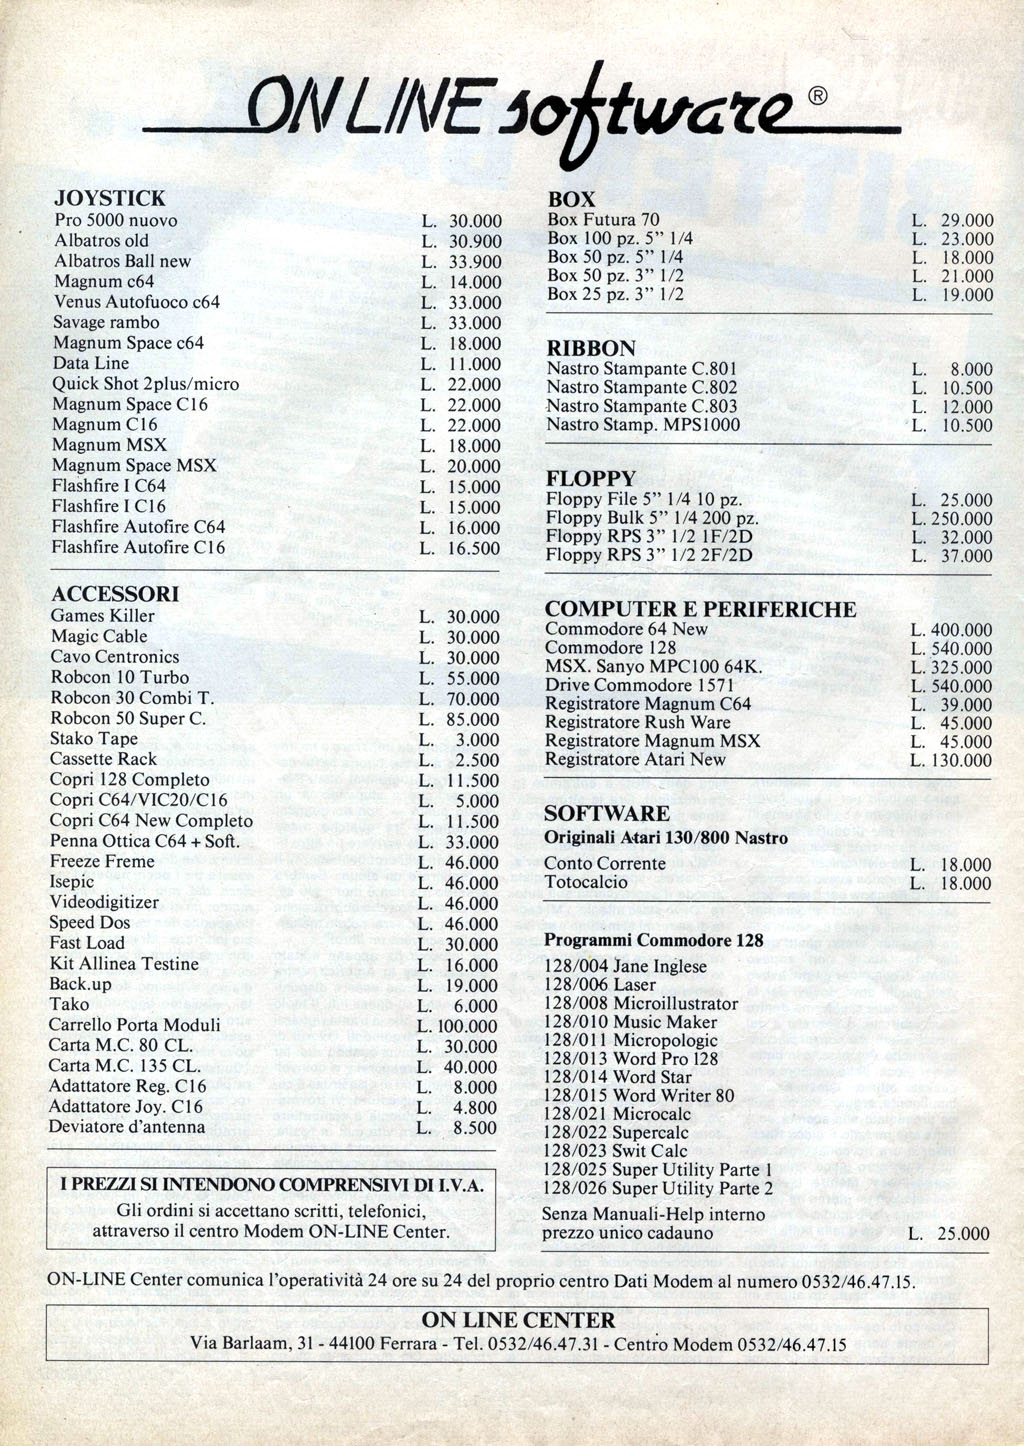 ON LINE software ®
JOYSTICK
Pro 5000 nuovo L. 30.000
Albatros old L. 30.900
Albatros Ball new L. 33.900
Magnum c64 L. 14.000
Venus Autofuoco c64 L. 33.000
Savage rambo L. 33.000
Magnum Space c64 L. 18.000
Data Line L. 11.000
Quick Shot 2plus/micro L. 22.000
Magnum Space C16 L. 22.000
Magnum C16 L. 22.000
Magnum MSX L. 18.000
Magnum Space MSX L. 20.000
Flashfire I C64 L. 15.000
Flashfire I C16 L. 15.000
Flashfire Autofire C64 L. 16.000
Flashfire Autofire C16 L. 16.500
ACCESSORI
Games Killer L. 30.000
Magic Cable L. 30.000
Cavo Centronics L. 30.000
Robcon 10 Turbo L. 55.000
Robcon 30 Combi T. L. 70.000
Robcon 50 Super C. L. 85.000
Stako Tape L. 3.000
Cassette Rack L. 2.500
Copri 128 Completo L. 11.500
Copri C64/VIC20/C16 L. 5.000
Copri C64 New Completo L. 11.500
Penna Ottica C64 + Soft. L. 33.000
Freeze Freme L. 46.000
Isepic L. 46.000
Videodigitizer L. 46.000
Speed Dos L. 46.000
Fast Load L. 30.000
Kit Allinea Testine L. 16.000
Back.up L. 19.000
Tako L. 6.000
Carrello Porta Moduli L. 100.000
Carta M.C. 80 CL. L. 30.000
Carta M.C. 135 CL. L. 40.000
Adattatore Reg. C16 L. 8.000
Adattatore Joy. C16 L. 4.800
Deviatore d'antenna L. 8.500
I PREZZI SI INTENDONO COMPRENSIVI DI I.V.A.
Gli ordini si accettano scritti, telefonici,
attraverso il centro Modem ON-LINE Center.
BOX
Box Futura 70 L. 29.000
Box 100 pz. 5" 1/4 L. 23.000
Box 50 pz. 5" 1/4 L. 18.000
Box 50 pz. 3" 1/2 L. 21.000
Box 25 pz. 3" 1/2 L. 19.000
RIBBON
Nastro Stampante C.801 L. 8.000
Nastro Stampante C.802 L. 10.500
Nastro Stampante C.803 L. 12.000
Nastro Stamp. MPS1000 L. 10.500
FLOPPY
Floppy File 5" 1/4 10 pz. L. 25.000
Floppy Bulk 5" 1/4 200 pz. L. 250.000
Floppy RPS 3" 1/2 1F/2D L. 32.000
Floppy RPS 3" 1/2 2F/2D L. 37.000
COMPUTER E PERIFERICHE
Commodore 64 New L. 400.000
Commodore 128 L. 540.000
MSX. Sanyo MPC100 64K. L. 325.000
Drive Commodore 1571 L. 540.000
Registratore Magnum C64 L. 39.000
Registratore Rush Ware L. 45.000
Registratore Magnum MSX L. 45.000
Registratore Atari New L. 130.000
SOFTWARE
Originali Atari 130/800 Nastro
Conto Corrente L. 18.000
Totocalcio L. 18.000
Programmi Commodore 128
128/004 Jane Inglese
128/006 Laser
128/008 Microillustrator
128/010 Music Maker
128/011 Micropologic
128/013 Word Pro 128
128/014 Word Star
128/015 Word Writer 80
128/021 Microcalc
128/022 Supercalc
128/023 Swit Calc
128/025 Super Utility Parte 1
128/026 Super Utility Parte 2
Senza Manuali-Help interno
prezzo unico cadauno L. 25.000
ON-LINE Center comunica l'operatività 24 ore su 24 del proprio centro Dati Modem al numero 0532/46.47.15.
ON LINE CENTER
Via Barlaam, 31 - 44100 Ferrara - Tel. 0532/46.47.31 - Centro Modem 0532/46.47.15